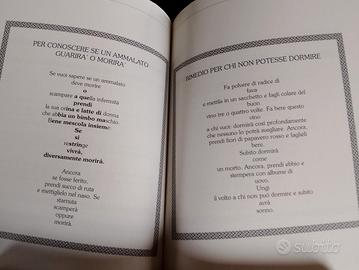 PER CONOSCERE SE UN AMMALATO
GUARIRA' O MORIRA'
Se vuoi sapere se un ammalato
deve morire
o
scampare a quella infermità
prendi
la sua orina e latte di donna
che abbia un bimbo maschio.
Bene mescola insieme:
Se
si
restringe
vivrà,
diversamente morirà.
Ancora
se fosse ferito,
prendi succo di ruta
e mettiglielo nel naso. Se
starnuta
scamperà
oppure
morirà
RIMEDIO PER CHI NON POTESSE DORMIRE
Fa polvere di radice di
fava
e mettila in un sacchetto e fagli colare del
buon
vino tre o quattro volte. Fa bere questo
vino
a chi vuoi: dormirà così profondamente
che nessuno lo potrà svegliare. Ancora,
prendi fiori di papavero rosso e fagli
bere.
Subito dormirà
come
un morto. Ancora, prendi ebbio e
stempera con albume di
uovo.
Ungi
il volto a chi non può dormire e subito
avrà
sonno.
subito.it